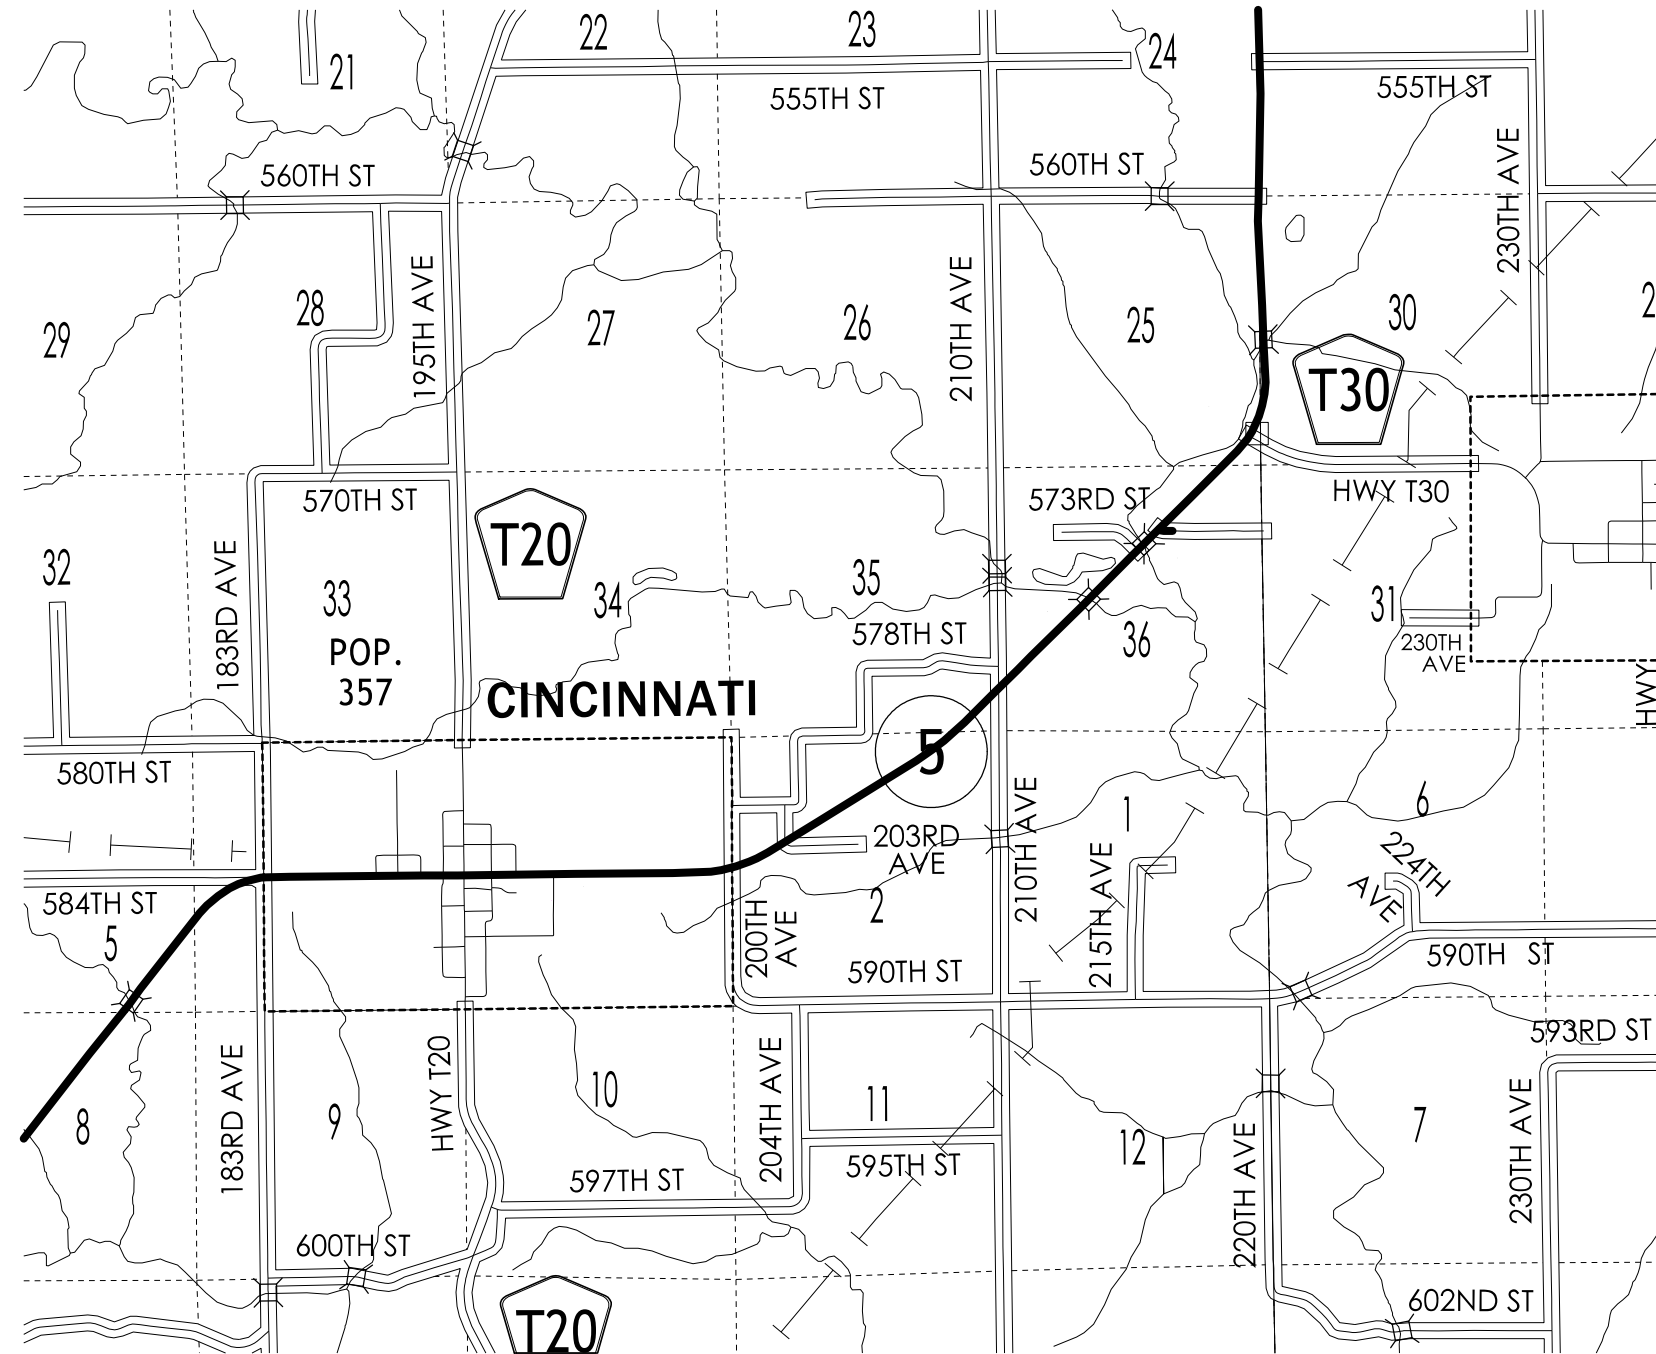 22
23
24
21
555TH ST
555TH ST
560TH ST
560TH ST
230TH AVE
195TH AVE
210TH AVE
28
27
26
25
30
29
2
T30
570TH ST
573RD ST
HWY T30
T20
183RD AVE
32
33
34
35
31
36
POP.
357
578TH ST
230TH
AVE
CINCINNATI
HWY
5
580TH ST
210TH AVE
1
6
203RD
AVE
215TH AVE
224TH
AVE
584TH ST
5
200TH
AVE
2
590TH ST
590TH ST
593RD ST
183RD AVE
HWY T20
204TH AVE
230TH AVE
8
9
10
11
12
7
220TH AVE
595TH ST
597TH ST
600TH ST
602ND ST
T20